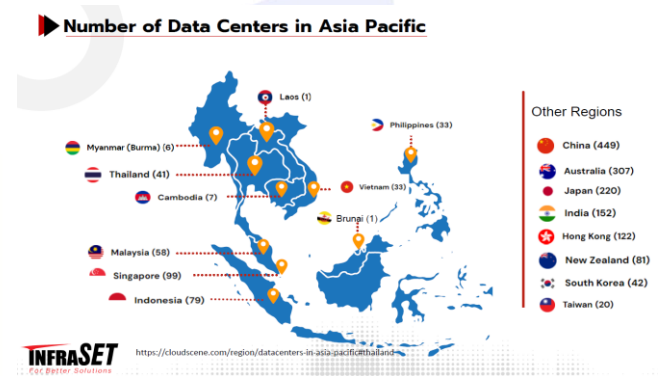 Number of Data Centers in Asia Pacific
Laos (1)
Philippines (33)
Myanmar (Burma) (6)
Thailand (41)
Cambodia (7)
Vietnam (33)
Brunai (1)
Malaysia (58)
Singapore (99)
Indonesia (79)
Other Regions
China (449)
Australia (307)
Japan (220)
India (152)
Hong Kong (122)
New Zealand (81)
South Korea (42)
Taiwan (20)
INFRASET
For Better Solutions
https://cloudscene.com/region/datacenters-in-asia-pacific#thailand